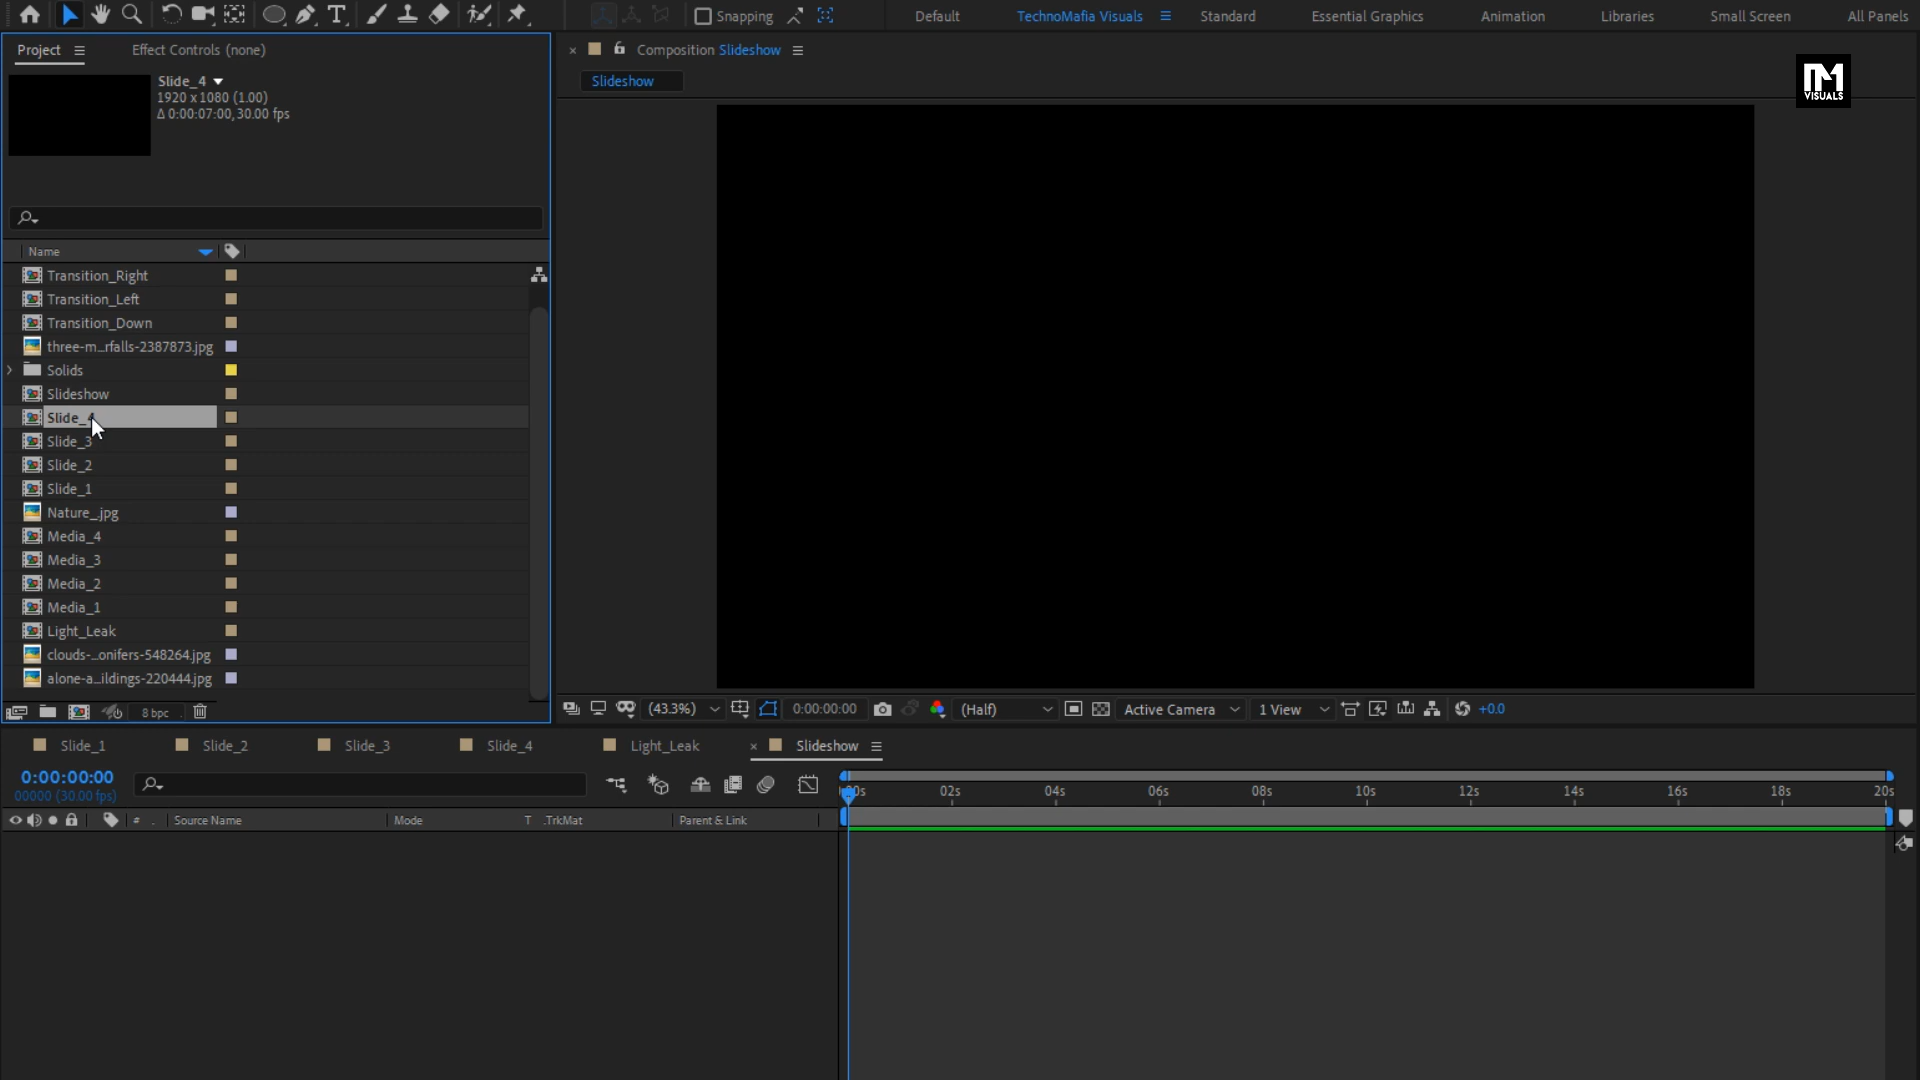 Snapping
Default
TechnoMafia Visuals
Standard
Essential Graphics
Animation
Libraries
Small Screen
All Panels
Project
Effect Controls (none)
Composition Slideshow
Slideshow
VISUALS
Slide_4
1920 x 1080 (1.00)
Δ 0:00:07:00, 30.00 fps
Name
Transition_Right
Transition_Left
Transition_Down
three-m_rfalls-2387873.jpg
Solids
Slideshow
Slide_4
Slide_3
Slide_2
Slide_1
Nature_.jpg
Media_4
Media_3
Media_2
Media_1
Light_Leak
clouds-_onifers-548264.jpg
alone-a_ildings-220444.jpg
8 bpc
(43.3%)
0:00:00:00
(Half)
Active Camera
1 View
+0.0
Slide_1
Slide_2
Slide_3
Slide_4
Light_Leak
Slideshow
0:00:00:00
00000 (30.00 fps)
02s
04s
06s
08s
10s
12s
14s
16s
18s
20s
Source Name
Mode
T .TrkMat
Parent & Link